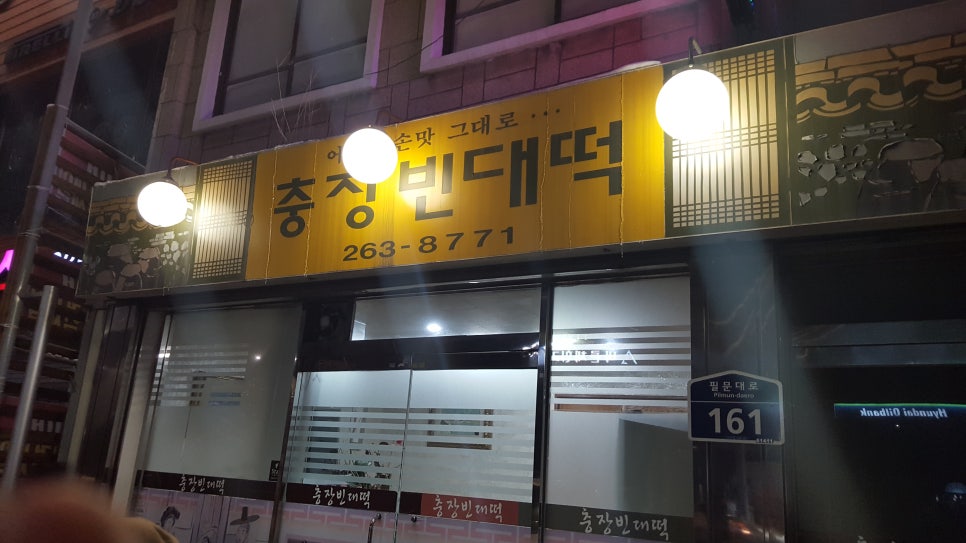 손맛 그대로 ...
충장빈대떡
263-8771
필문대로
Pilmun-daero
161
Hyundai Oilbank
충장빈대떡
충장빈대떡
충장빈대떡
충장빈대떡